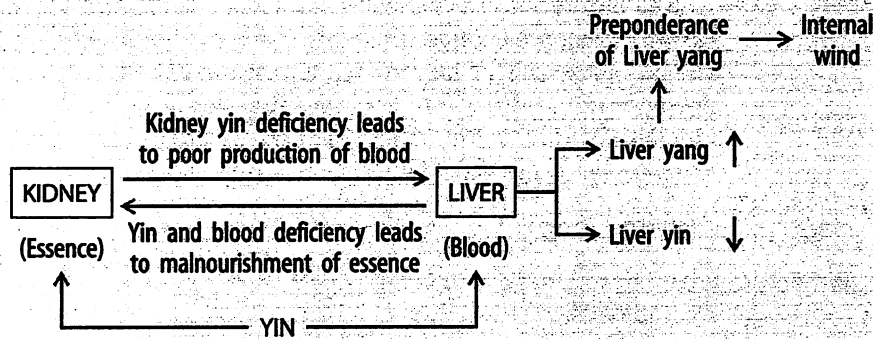 Preponderance
of Liver yang
Internal
wind
Kidney yin deficiency leads
to poor production of blood
Liver yang
KIDNEY
LIVER
(Essence)
Yin and blood deficiency leads
to malnourishment of essence
(Blood)
Liver yin
YIN